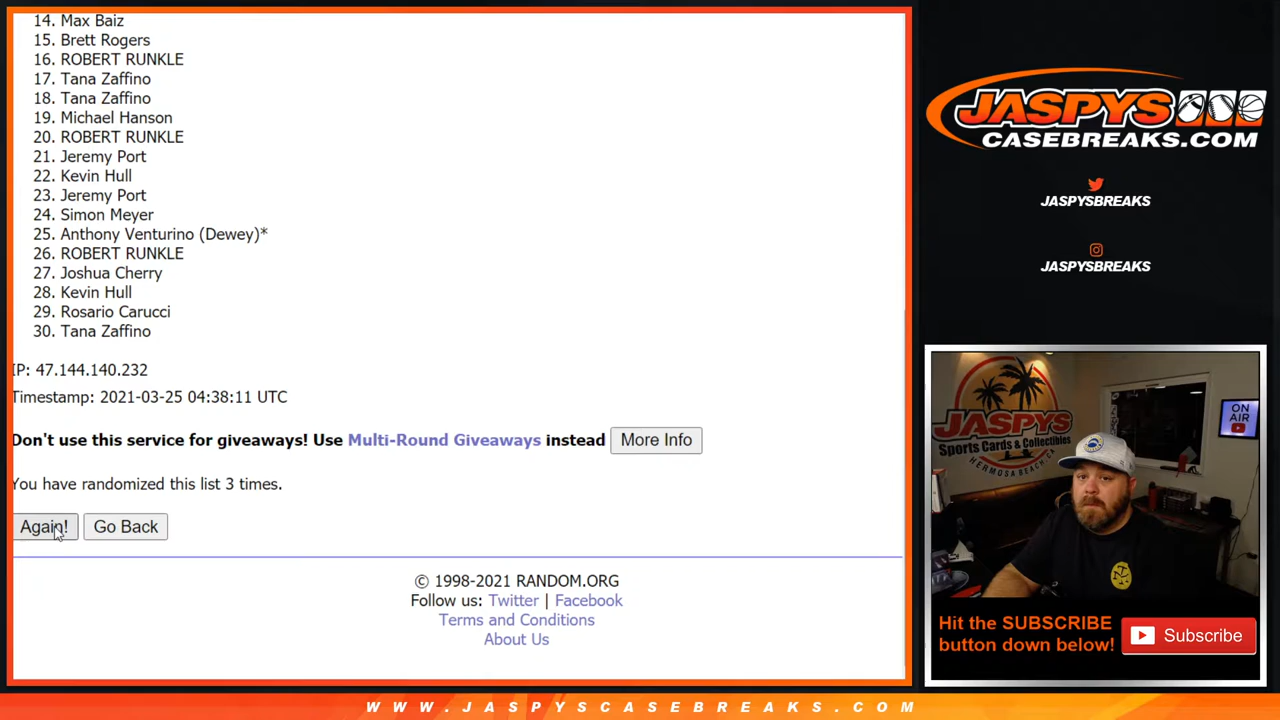 14. Max Baiz
15. Brett Rogers
16. ROBERT RUNKLE
17. Tana Zaffino
18. Tana Zaffino
19. Michael Hanson
20. ROBERT RUNKLE
21. Jeremy Port
22. Kevin Hull
23. Jeremy Port
24. Simon Meyer
25. Anthony Venturino (Dewey)*
26. ROBERT RUNKLE
27. Joshua Cherry
28. Kevin Hull
29. Rosario Carucci
30. Tana Zaffino
IP: 47.144.140.232
Timestamp: 2021-03-25 04:38:11 UTC
Don't use this service for giveaways! Use Multi-Round Giveaways instead More Info
You have randomized this list 3 times.
Again! Go Back
© 1998-2021 RANDOM.ORG
Follow us: Twitter | Facebook
Terms and Conditions
About Us
JASPYS
CASEBREAKS.COM
JASPYSBREAKS
JASPYSBREAKS
JASPYS
Sports Cards & Collectibles
HERMOSA BEACH, CA
ON
AIR
Hit the SUBSCRIBE
button down below!
Subscribe
WWW.JASPYSCASEBREAKS.COM